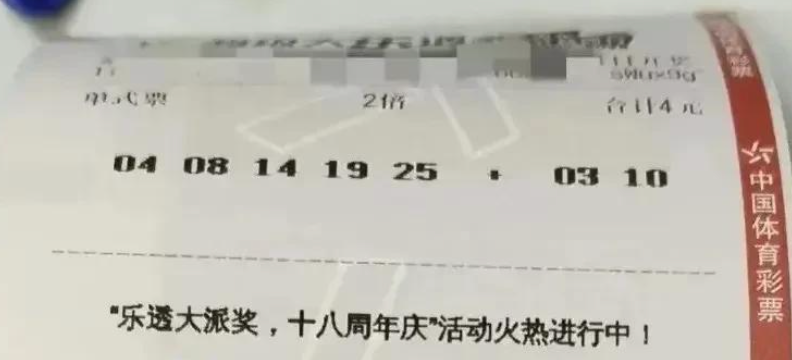 单式票 2倍 合计4元
04 08 14 19 25 + 03 10
"乐透大派奖，十八周年庆"活动火热进行中！
中国体育彩票